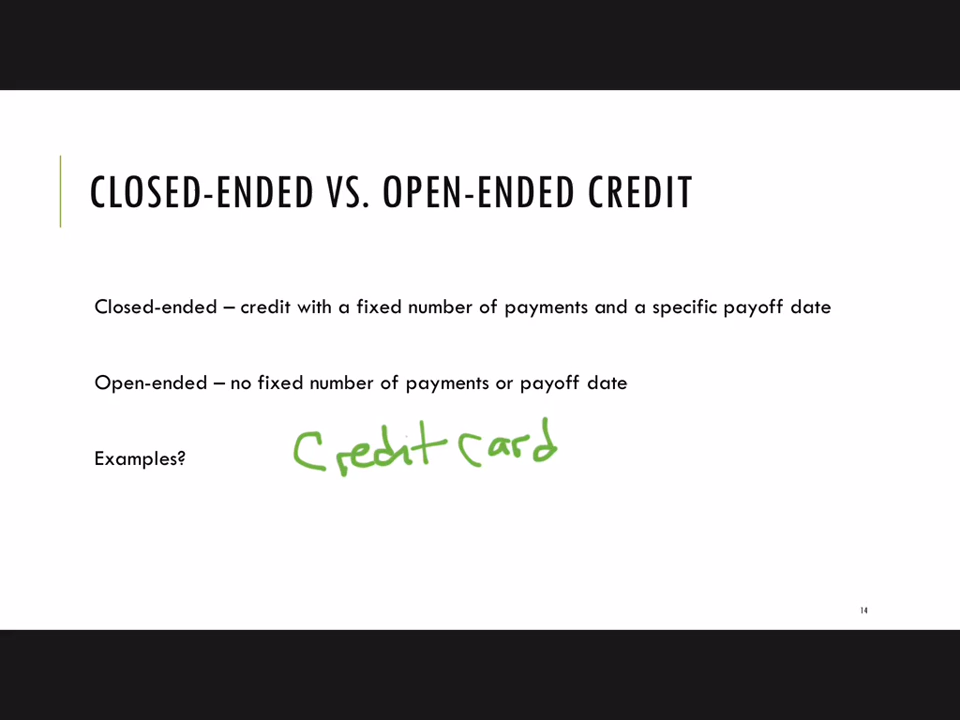 CLOSED-ENDED VS. OPEN-ENDED CREDIT
Closed-ended – credit with a fixed number of payments and a specific payoff date
Open-ended – no fixed number of payments or payoff date
Examples? Credit card
14